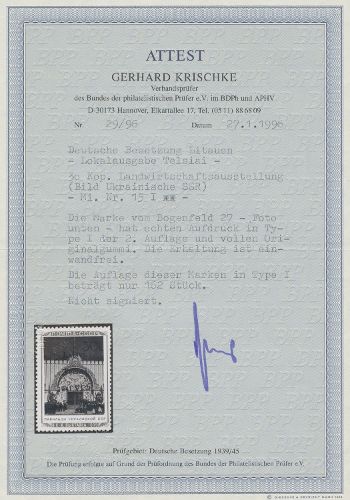 ATTEST
GERHARD KRISCHKE
Verbandsprüfer
des Bundes der philatelistischen Prüfer e.V. im BDPh und APHV
D-30173 Hannover, Elkartallee 17, Tel. (05 11) 88 68 09
Nr. 29/96 Datum 27.1.1996
Deutsche Besetzung Litauen
- Lokalausgabe Telsiai -
30 Kop. Landwirtschaftsausstellung
(Bild Ukrainische SSR)
- Mi. Nr. 15 I ** -
Die Marke vom Bogenfeld 27 - Foto
unten - hat echten Aufdruck in Ty-
pe I der 2. Auflage und vollen Ori-
ginalgummi. Die Erhaltung ist ein-
wandfrei.
Die Auflage dieser Marken in Type I
beträgt nur 162 Stück.
Nicht signiert.
ПАВИЛЬОН УКРАИНСКОЙ ССР
Prüfgebiet: Deutsche Besetzung 1939/45
Die Prüfung erfolgte auf Grund der Prüfordnung des Bundes der Philatelistischen Prüfer e.V.